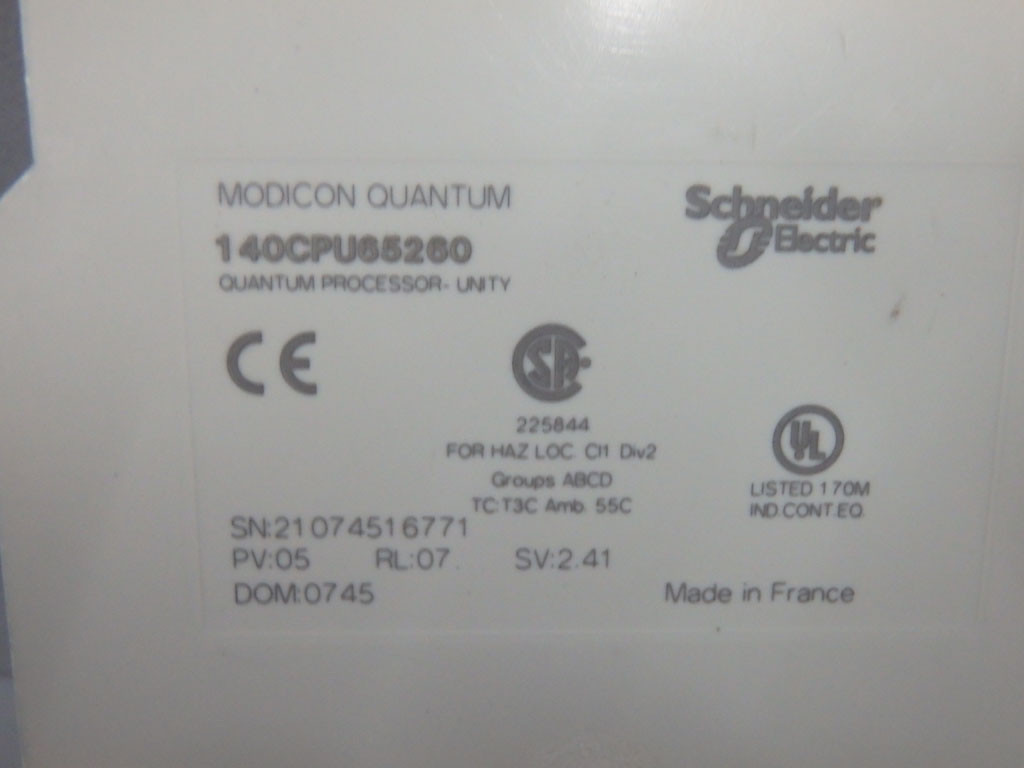 MODICON QUANTUM
Schneider
Electric
140CPU65260
QUANTUM PROCESSOR- UNITY
CE
SA
225844
FOR HAZ LOC. Cl1 Div2
Groups ABCD
TC:T3C Amb. 55C
UL
LISTED 170M
IND.CONT.EQ.
SN:21074516771
PV:05 RL:07. SV:2.41
DOM:0745
Made in France